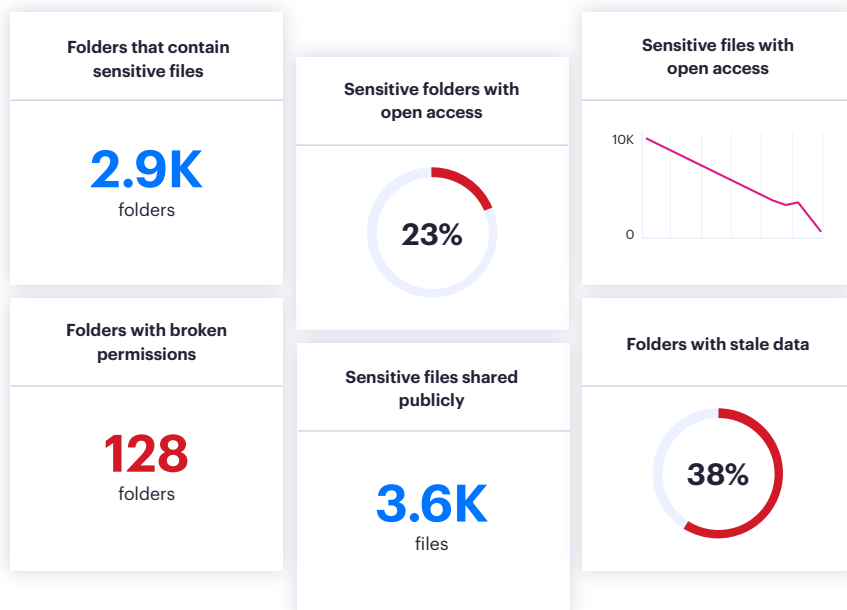 Folders that contain
sensitive files
2.9K
folders
Sensitive folders with
open access
23%
Sensitive files with
open access
10K
0
Folders with broken
permissions
128
folders
Sensitive files shared
publicly
3.6K
files
Folders with stale data
38%